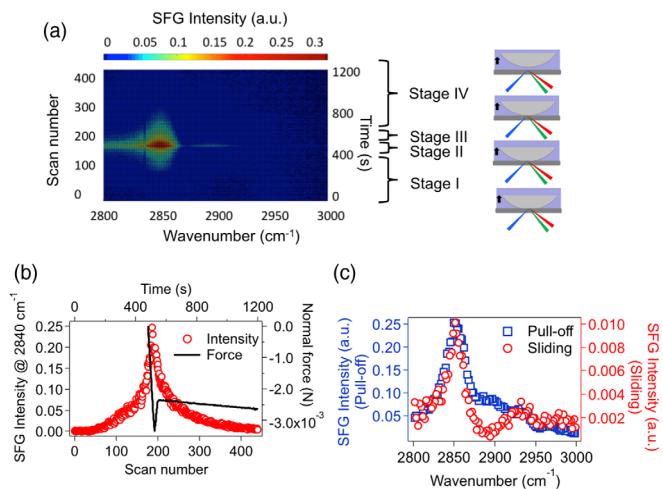 SFG Intensity (a.u.)
(a)
0 0.05 0.1 0.15 0.2 0.25 0.3
400
300
200
100
0
Scan number
1200
800
400
0
Time (s)
2800 2850 2900 2950 3000
Wavenumber (cm-1)
Stage IV
Stage III
Stage II
Stage I
(b)
Time (s)
0 400 800 1200
SFG Intensity @ 2840 cm-1
0.25
0.20
0.15
0.10
0.05
0.00
Intensity
Force
0.0
-1.0
-2.0
-3.0x10-3
Normal force (N)
0 100 200 300 400
Scan number
(c)
SFG Intensity (a.u.)
(Pull-off)
0.25
0.20
0.15
0.10
0.05
Pull-off
Sliding
0.010
0.008
0.006
0.004
0.002
SFG Intensity (a.u.)
(Sliding)
2800 2850 2900 2950 3000
Wavenumber (cm-1)